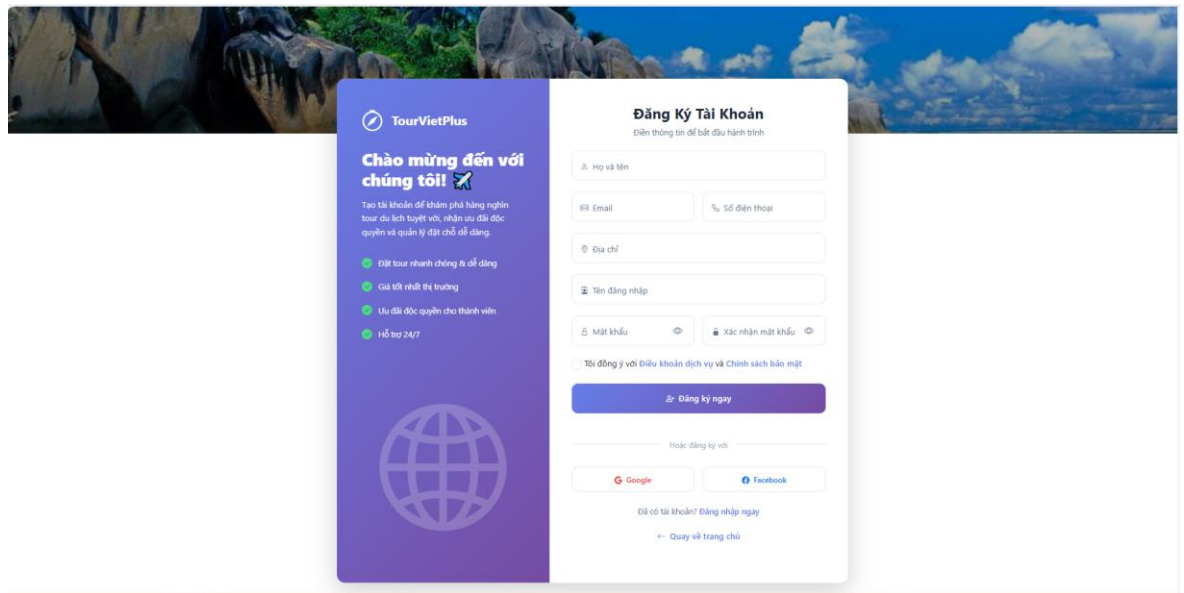 TourVietPlus
Chào mừng đến với
chúng tôi! ✈️
Tạo tài khoản để khám phá hàng nghìn
tour du lịch tuyệt vời, nhận ưu đãi độc
quyền và quản lý đặt chỗ dễ dàng.
Đặt tour nhanh chóng & dễ dàng
Giá tốt nhất thị trường
Ưu đãi độc quyền cho thành viên
Hỗ trợ 24/7
Đăng Ký Tài Khoản
Điền thông tin để bắt đầu hành trình
Họ và tên
Email
Số điện thoại
Địa chỉ
Tên đăng nhập
Mật khẩu
Xác nhận mật khẩu
Tôi đồng ý với Điều khoản dịch vụ và Chính sách bảo mật
Đăng ký ngay
Hoặc đăng ký với
Google
Facebook
Đã có tài khoản? Đăng nhập ngay
← Quay về trang chủ